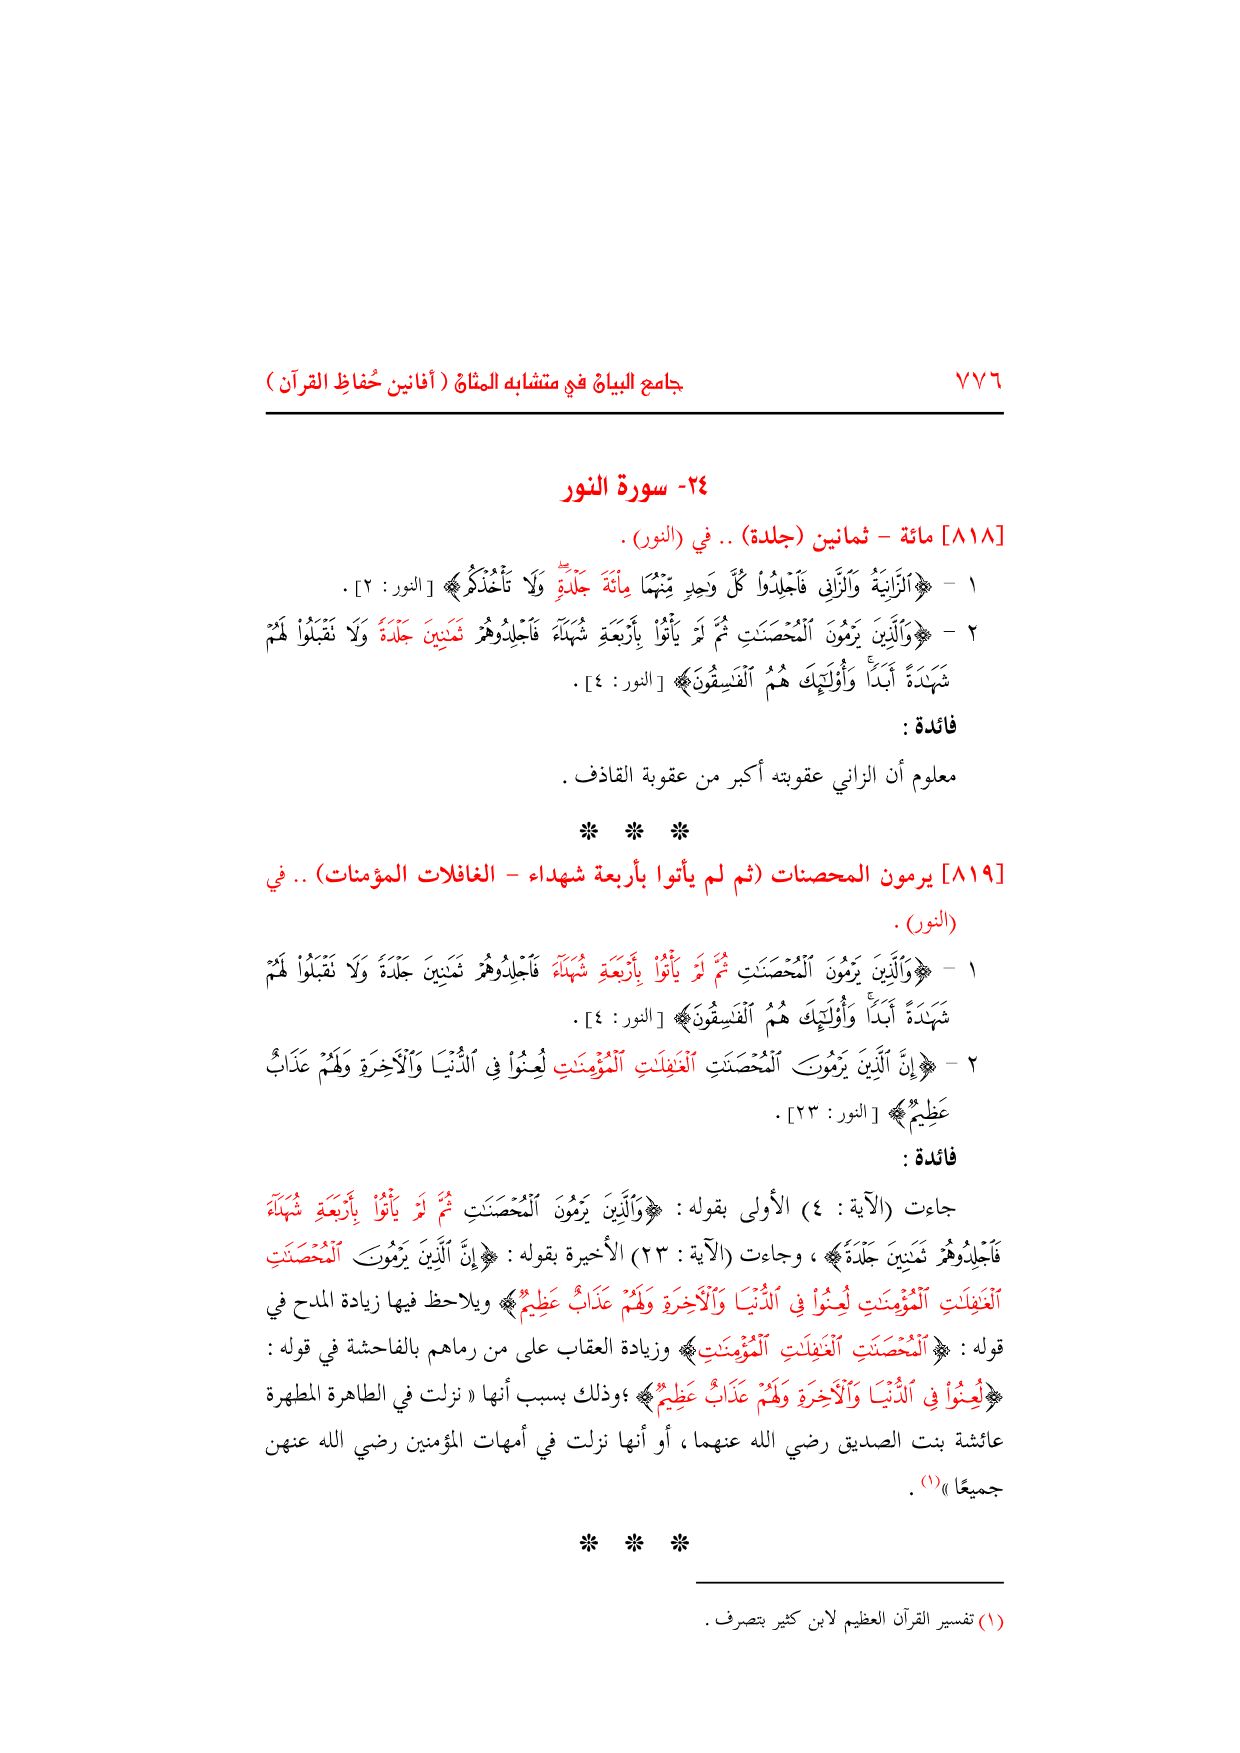 ٧٧٦
جامع البيان في متشابه المثان ( أفانين حُفاظِ القرآن )
٢٤- سورة النور
[٨١٨] مائة – ثمانين (جلدة) .. في (النور) .
١ – ﴿ٱلزَّانِيَةُ وَٱلزَّانِي فَٱجۡلِدُواْ كُلَّ وَٰحِدٖ مِّنۡهُمَا مِاْئَةَ جَلۡدَةٖۖ وَلَا تَأۡخُذۡكُم﴾ [النور: ٢] .
٢ – ﴿وَٱلَّذِينَ يَرۡمُونَ ٱلۡمُحۡصَنَٰتِ ثُمَّ لَمۡ يَأۡتُواْ بِأَرۡبَعَةِ شُهَدَآءَ فَٱجۡلِدُوهُمۡ ثَمَٰنِينَ جَلۡدَةٗ وَلَا تَقۡبَلُواْ لَهُمۡ
شَهَٰدَةً أَبَدٗاۚ وَأُوْلَٰٓئِكَ هُمُ ٱلۡفَٰسِقُونَ﴾ [النور: ٤] .
فائدة :
معلوم أن الزاني عقوبته أكبر من عقوبة القاذف .
❊ ❊ ❊
[٨١٩] يرمون المحصنات (ثم لم يأتوا بأربعة شهداء – الغافلات المؤمنات) .. في
(النور) .
١ – ﴿وَٱلَّذِينَ يَرۡمُونَ ٱلۡمُحۡصَنَٰتِ ثُمَّ لَمۡ يَأۡتُواْ بِأَرۡبَعَةِ شُهَدَآءَ فَٱجۡلِدُوهُمۡ ثَمَٰنِينَ جَلۡدَةٗ وَلَا تَقۡبَلُواْ لَهُمۡ
شَهَٰدَةً أَبَدٗاۚ وَأُوْلَٰٓئِكَ هُمُ ٱلۡفَٰسِقُونَ﴾ [النور: ٤] .
٢ – ﴿إِنَّ ٱلَّذِينَ يَرۡمُونَ ٱلۡمُحۡصَنَٰتِ ٱلۡغَٰفِلَٰتِ ٱلۡمُؤۡمِنَٰتِ لُعِنُواْ فِي ٱلدُّنۡيَا وَٱلۡأٓخِرَةِ وَلَهُمۡ عَذَابٌ
عَظِيمٞ﴾ [النور: ٢٣] .
فائدة :
جاءت (الآية : ٤) الأولى بقوله : ﴿وَٱلَّذِينَ يَرۡمُونَ ٱلۡمُحۡصَنَٰتِ ثُمَّ لَمۡ يَأۡتُواْ بِأَرۡبَعَةِ شُهَدَآءَ
فَٱجۡلِدُوهُمۡ ثَمَٰنِينَ جَلۡدَةٗ﴾ ، وجاءت (الآية : ٢٣) الأخيرة بقوله : ﴿إِنَّ ٱلَّذِينَ يَرۡمُونَ ٱلۡمُحۡصَنَٰتِ
ٱلۡغَٰفِلَٰتِ ٱلۡمُؤۡمِنَٰتِ لُعِنُواْ فِي ٱلدُّنۡيَا وَٱلۡأٓخِرَةِ وَلَهُمۡ عَذَابٌ عَظِيمٞ﴾ ويلاحظ فيها زيادة المدح في
قوله : ﴿ٱلۡمُحۡصَنَٰتِ ٱلۡغَٰفِلَٰتِ ٱلۡمُؤۡمِنَٰتِ﴾ وزيادة العقاب على من رماهم بالفاحشة في قوله :
﴿لُعِنُواْ فِي ٱلدُّنۡيَا وَٱلۡأٓخِرَةِ وَلَهُمۡ عَذَابٌ عَظِيمٞ﴾ ؛وذلك بسبب أنها « نزلت في الطاهرة المطهرة
عائشة بنت الصديق رضي الله عنهما، أو أنها نزلت في أمهات المؤمنين رضي الله عنهن
جميعًا »(١) .
❊ ❊ ❊
(١) تفسير القرآن العظيم لابن كثير بتصرف .